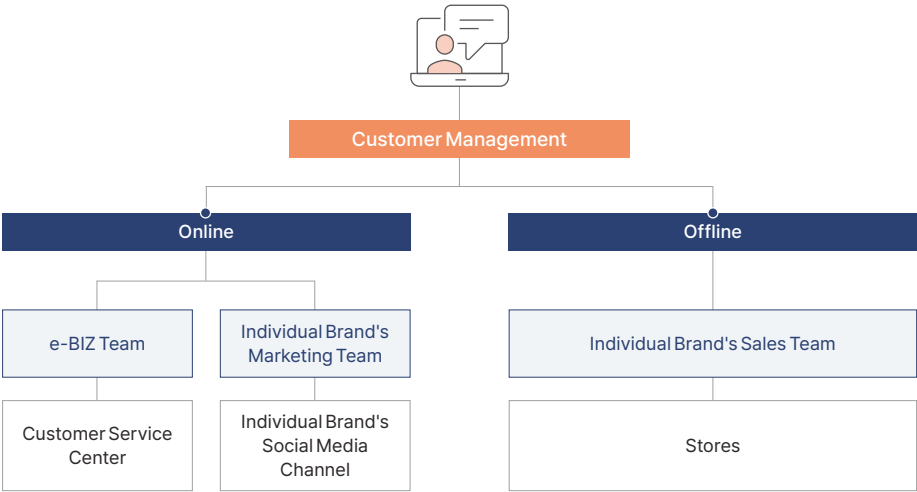 Customer Management
Online
Offline
e-BIZ Team
Individual Brand's
Marketing Team
Individual Brand's Sales Team
Customer Service
Center
Individual Brand's
Social Media
Channel
Stores